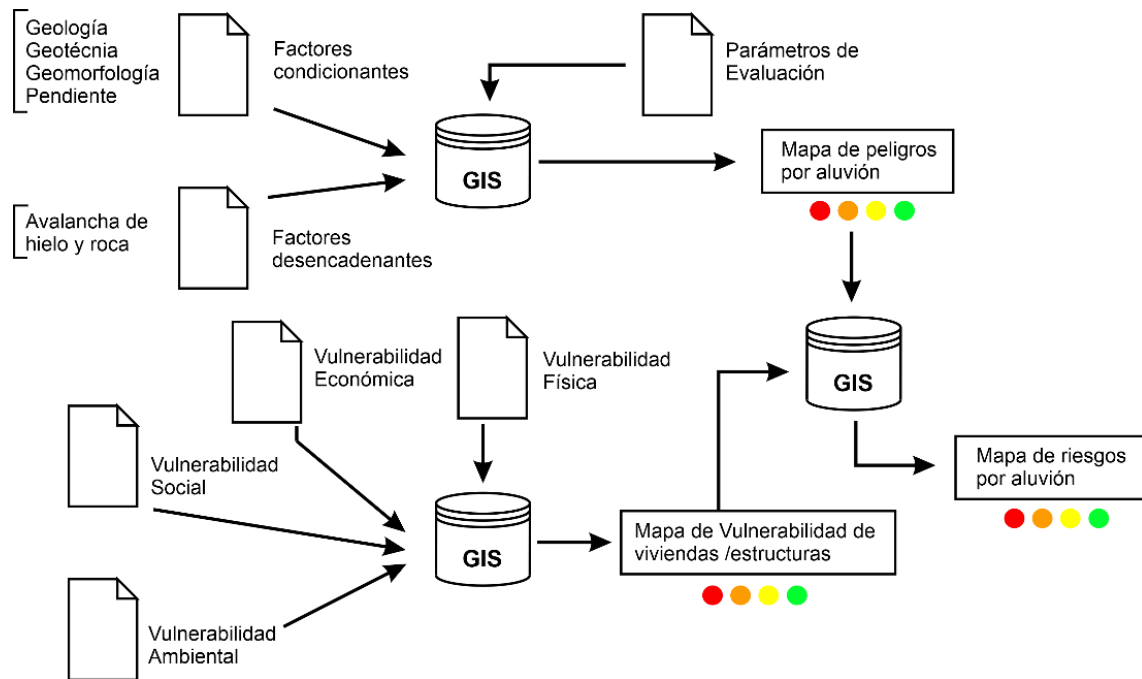 Geología
Geotécnia
Geomorfología
Pendiente
Factores
condicionantes
Parámetros de
Evaluación
GIS
Mapa de peligros
por aluvión
Avalancha de
hielo y roca
Factores
desencadenantes
Vulnerabilidad
Económica
Vulnerabilidad
Física
GIS
Vulnerabilidad
Social
Mapa de riesgos
por aluvión
GIS
Mapa de Vulnerabilidad de
viviendas /estructuras
Vulnerabilidad
Ambiental